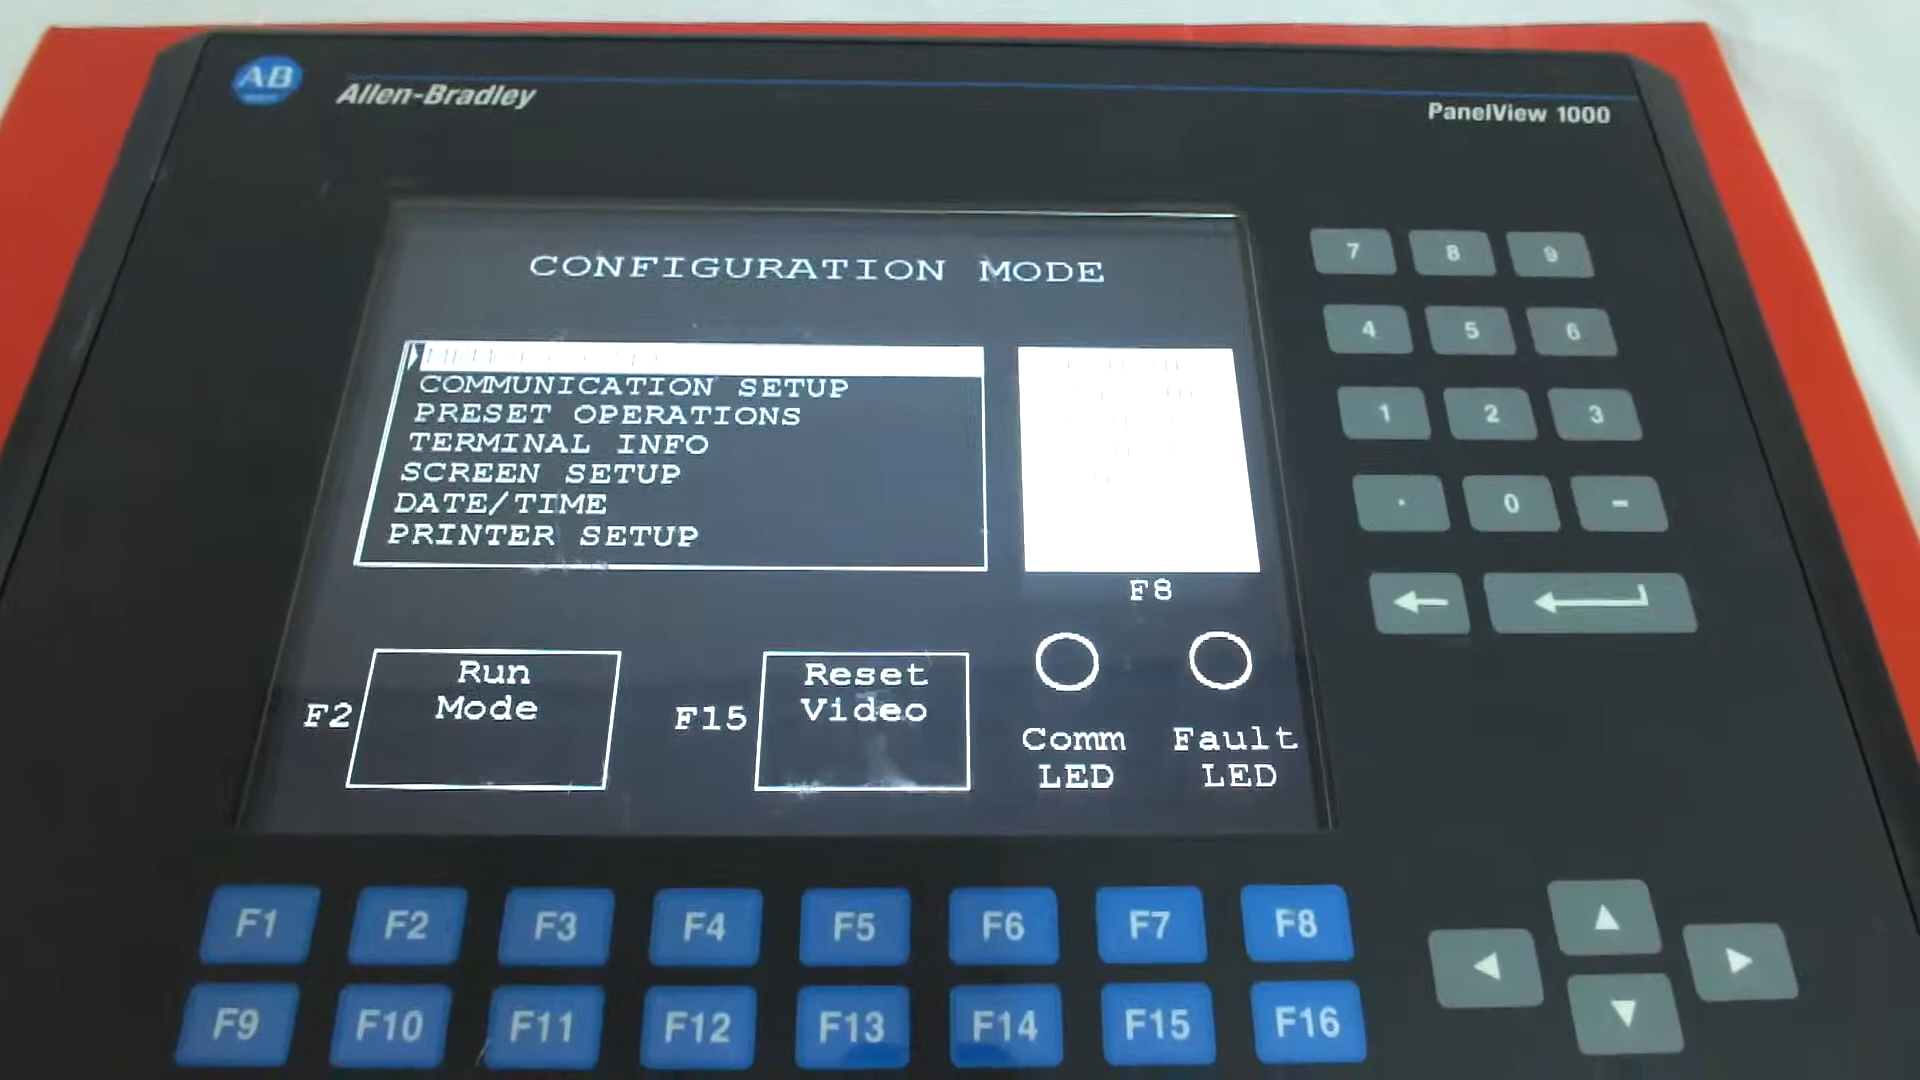 AB
Allen-Bradley
PanelView 1000
CONFIGURATION MODE
COMMUNICATION SETUP
PRESET OPERATIONS
TERMINAL INFO
SCREEN SETUP
DATE/TIME
PRINTER SETUP
F8
F2
Run
Mode
F15
Reset
Video
Comm
LED
Fault
LED
7 8 9
4 5 6
1 2 3
. 0 -
F1 F2 F3 F4 F5 F6 F7 F8
F9 F10 F11 F12 F13 F14 F15 F16